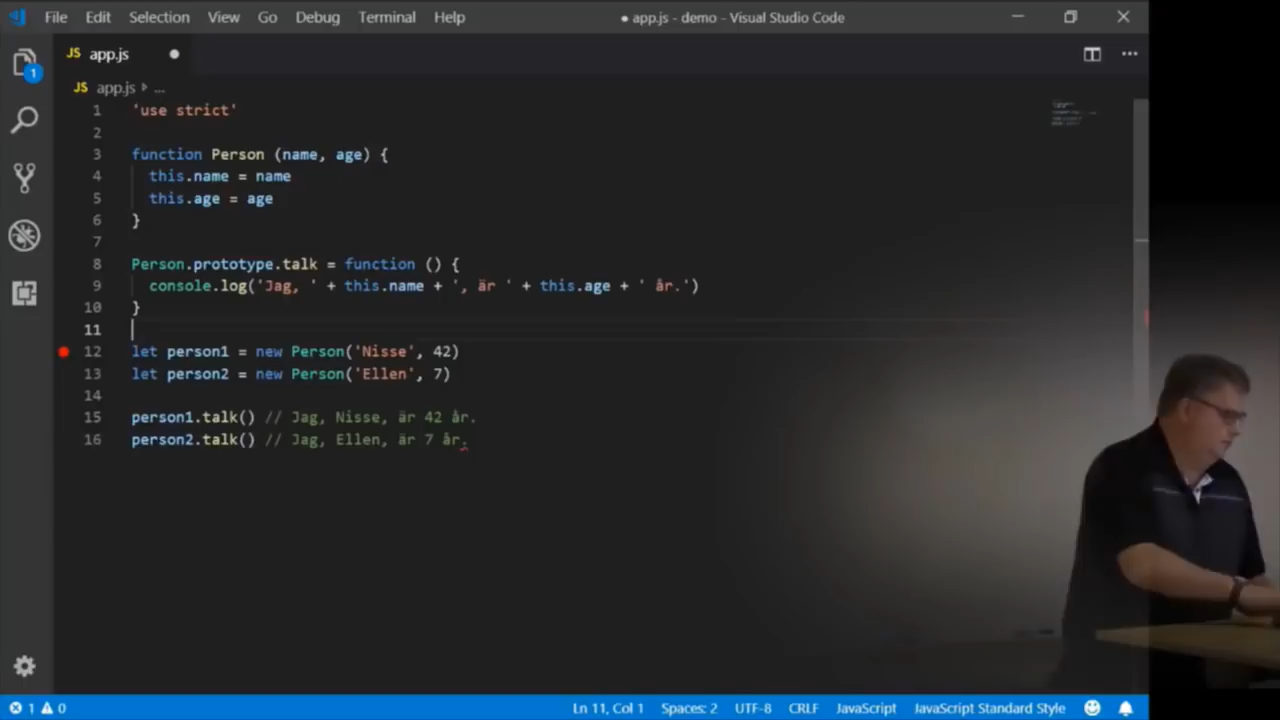 File Edit Selection View Go Debug Terminal Help ● app.js - demo - Visual Studio Code
JS app.js ●
1
JS app.js ▸ ...
1 'use strict'
2
3 function Person (name, age) {
4 this.name = name
5 this.age = age
6 }
7
8 Person.prototype.talk = function () {
9 console.log('Jag, ' + this.name + ', är ' + this.age + ' år.')
10 }
11
12 let person1 = new Person('Nisse', 42)
13 let person2 = new Person('Ellen', 7)
14
15 person1.talk() // Jag, Nisse, är 42 år.
16 person2.talk() // Jag, Ellen, är 7 år.
1 0 Ln 11, Col 1 Spaces: 2 UTF-8 CRLF JavaScript JavaScript Standard Style